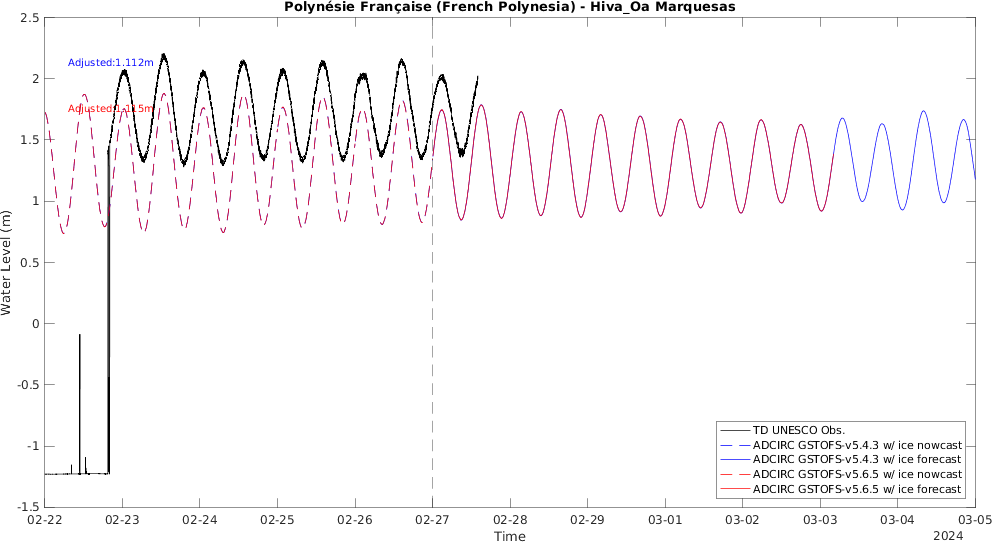 Polynésie Française (French Polynesia) - Hiva_Oa Marquesas
2.5
2
1.5
1
0.5
0
-0.5
-1
-1.5
Water Level (m)
Adjusted:1.112m
Adjusted:1.115m
TD UNESCO Obs.
ADCIRC GSTOFS-v5.4.3 w/ ice nowcast
ADCIRC GSTOFS-v5.4.3 w/ ice forecast
ADCIRC GSTOFS-v5.6.5 w/ ice nowcast
ADCIRC GSTOFS-v5.6.5 w/ ice forecast
02-22 02-23 02-24 02-25 02-26 02-27 02-28 02-29 03-01 03-02 03-03 03-04 03-05
Time
2024